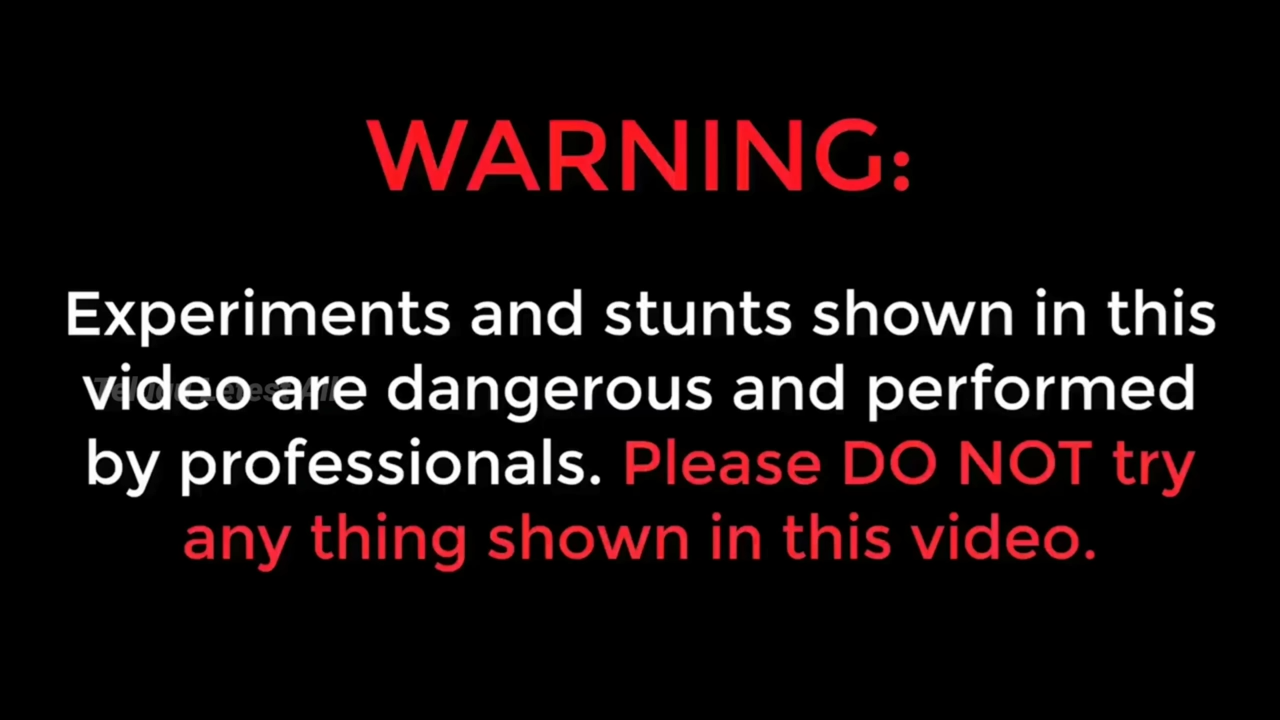 WARNING:
Experiments and stunts shown in this
video are dangerous and performed
by professionals. Please DO NOT try
any thing shown in this video.